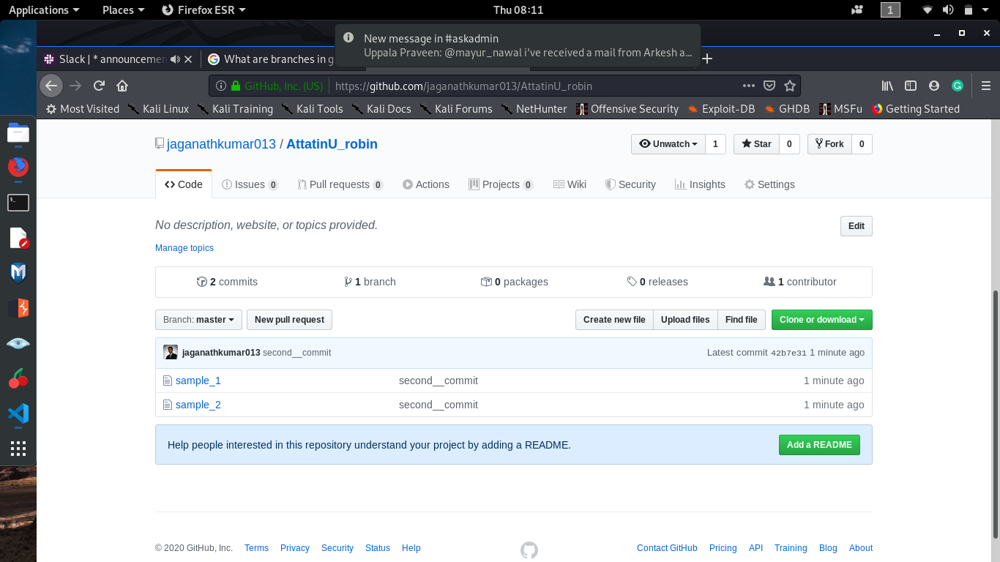 Applications Places Firefox ESR Thu 08:11 1
New message in #askadmin
Uppala Praveen: @mayur_nawal i've received a mail from Arkesh a...
Slack | * announcemen What are branches in g
GitHub, Inc. (US) https://github.com/jaganathkumar013/AttatinU_robin
Most Visited Kali Linux Kali Training Kali Tools Kali Docs Kali Forums NetHunter Offensive Security Exploit-DB GHDB MSFu Getting Started
jaganathkumar013 / AttatinU_robin Unwatch 1 Star 0 Fork 0
Code Issues 0 Pull requests 0 Actions Projects 0 Wiki Security Insights Settings
No description, website, or topics provided. Edit
Manage topics
2 commits 1 branch 0 packages 0 releases 1 contributor
Branch: master New pull request Create new file Upload files Find file Clone or download
jaganathkumar013 second__commit Latest commit 42b7e31 1 minute ago
sample_1 second__commit 1 minute ago
sample_2 second__commit 1 minute ago
Help people interested in this repository understand your project by adding a README. Add a README
© 2020 GitHub, Inc. Terms Privacy Security Status Help Contact GitHub Pricing API Training Blog About